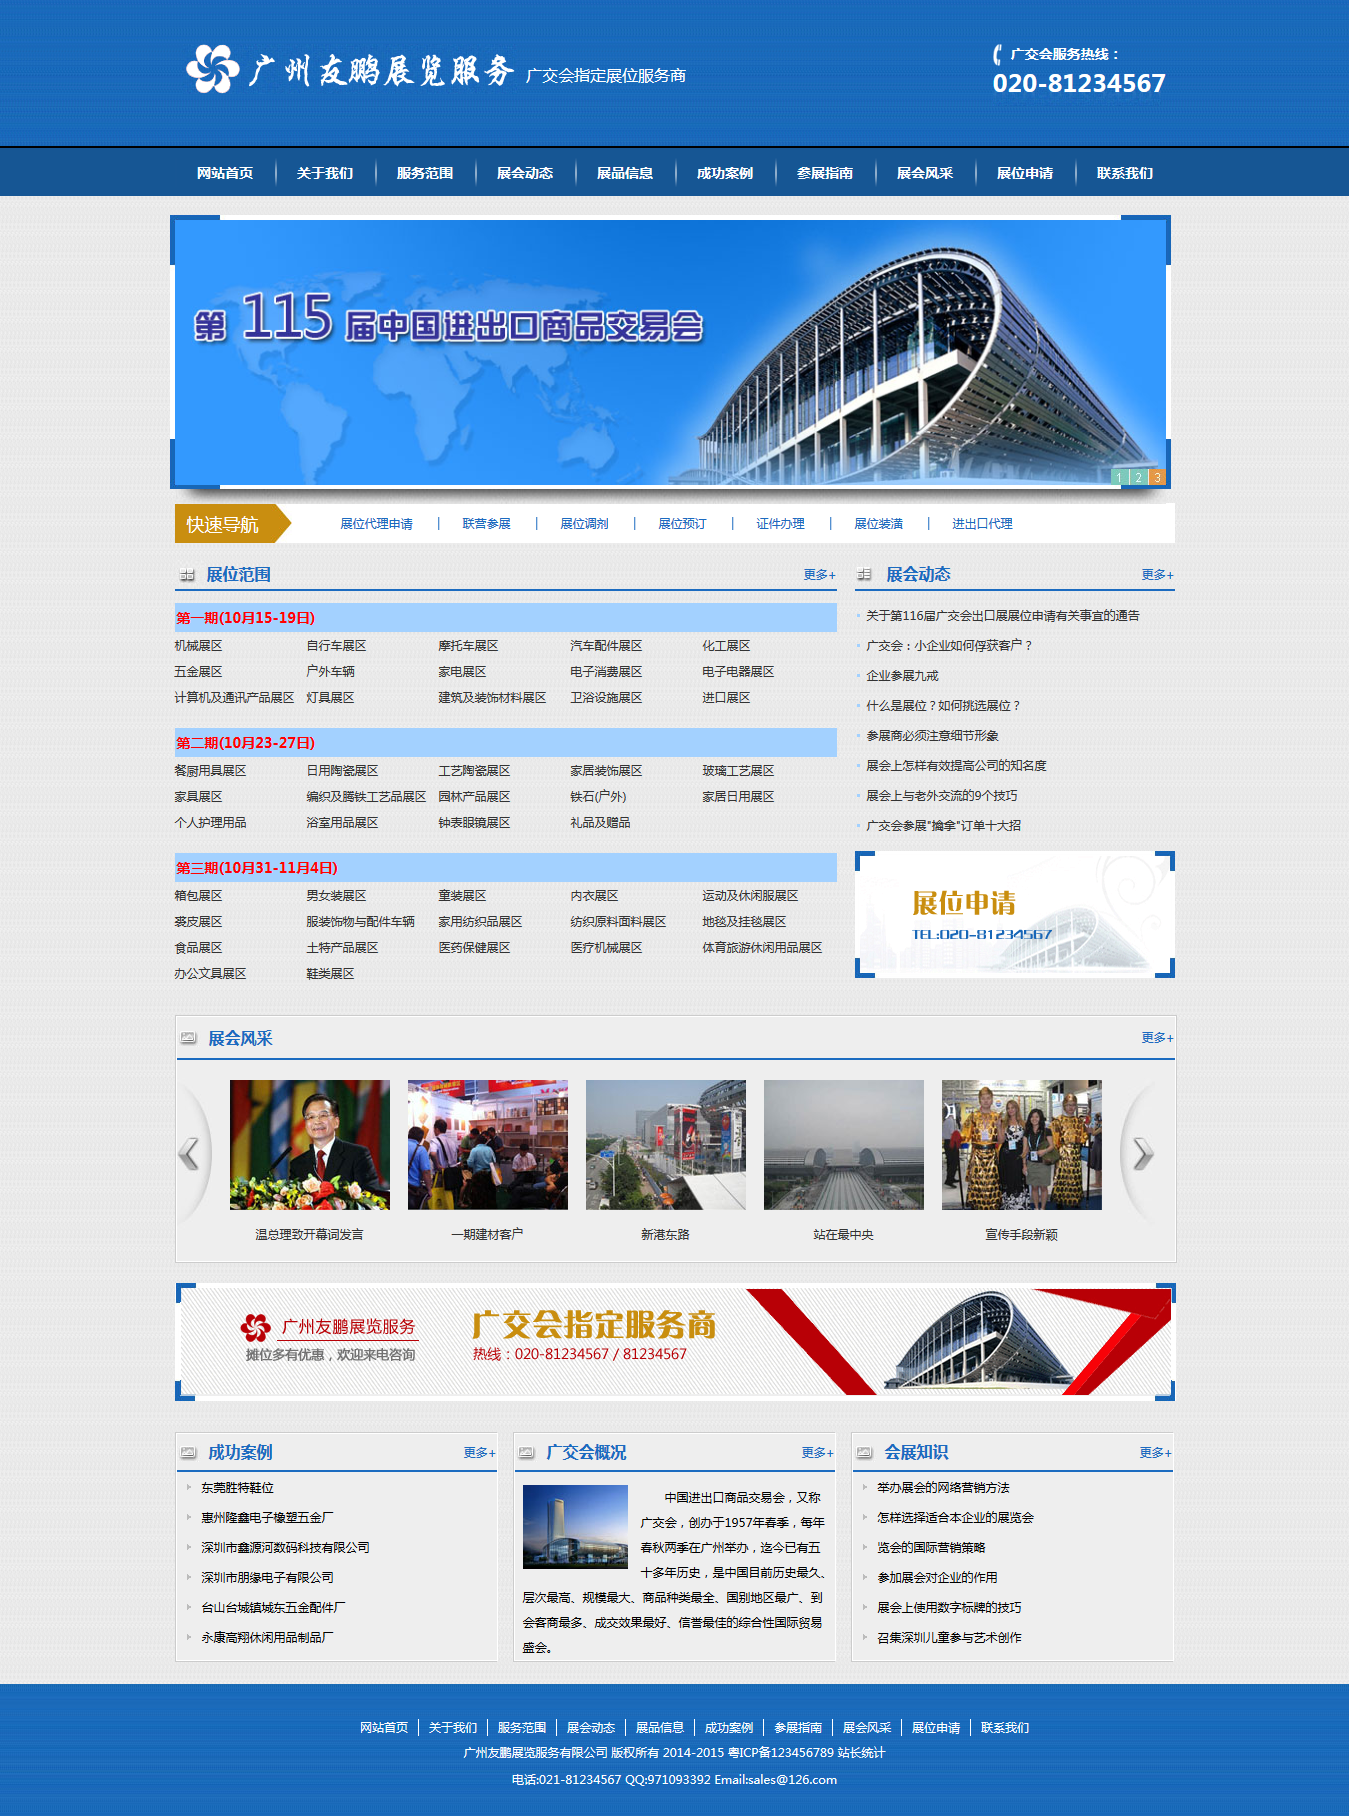 广州友鹏展览服务 广交会指定展位服务商
广交会服务热线：
020-81234567
网站首页 关于我们 服务范围 展会动态 展品信息 成功案例 参展指南 展会风采 展位申请 联系我们
第 115 届中国进出口商品交易会
1 2 3
快速导航 展位代理申请 | 联营参展 | 展位调剂 | 展位预订 | 证件办理 | 展位装潢 | 进出口代理
展位范围 更多+
第一期(10月15-19日)
机械展区 自行车展区 摩托车展区 汽车配件展区 化工展区
五金展区 户外车辆 家电展区 电子消费展区 电子电器展区
计算机及通讯产品展区 灯具展区 建筑及装饰材料展区 卫浴设施展区 进口展区
第二期(10月23-27日)
餐厨用具展区 日用陶瓷展区 工艺陶瓷展区 家居装饰展区 玻璃工艺展区
家具展区 编织及腾铁工艺品展区 园林产品展区 铁石(户外) 家居日用展区
个人护理用品 浴室用品展区 钟表眼镜展区 礼品及赠品
第三期(10月31-11月4日)
箱包展区 男女装展区 童装展区 内衣展区 运动及休闲服展区
裘皮展区 服装饰物与配件车辆 家用纺织品展区 纺织原料面料展区 地毯及挂毯展区
食品展区 土特产品展区 医药保健展区 医疗机械展区 体育旅游休闲用品展区
办公文具展区 鞋类展区
展会动态 更多+
关于第116届广交会出口展展位申请有关事宜的通告
广交会：小企业如何俘获客户？
企业参展九戒
什么是展位？如何挑选展位？
参展商必须注意细节形象
展会上怎样有效提高公司的知名度
展会上与老外交流的9个技巧
广交会参展"擒拿"订单十大招
展位申请
TEL:020-81234567
展会风采 更多+
温总理致开幕词发言 一期建材客户 新港东路 站在最中央 宣传手段新颖
广州友鹏展览服务
摊位多有优惠，欢迎来电咨询
广交会指定服务商
热线：020-81234567 / 81234567
成功案例 更多+
东莞胜特鞋位
惠州隆鑫电子橡塑五金厂
深圳市鑫源河数码科技有限公司
深圳市朋缘电子有限公司
台山台城镇城东五金配件厂
永康高翔休闲用品制品厂
广交会概况 更多+
中国进出口商品交易会，又称
广交会，创办于1957年春季，每年
春秋两季在广州举办，迄今已有五
十多年历史，是中国目前历史最久、
层次最高、规模最大、商品种类最全、国别地区最广、到
会客商最多、成交效果最好、信誉最佳的综合性国际贸易
盛会。
会展知识 更多+
举办展会的网络营销方法
怎样选择适合本企业的展览会
览会的国际营销策略
参加展会对企业的作用
展会上使用数字标牌的技巧
召集深圳儿童参与艺术创作
网站首页 关于我们 服务范围 展会动态 展品信息 成功案例 参展指南 展会风采 展位申请 联系我们
广州友鹏展览服务有限公司 版权所有 2014-2015 粤ICP备123456789 站长统计
电话:021-81234567 QQ:971093392 Email:sales@126.com